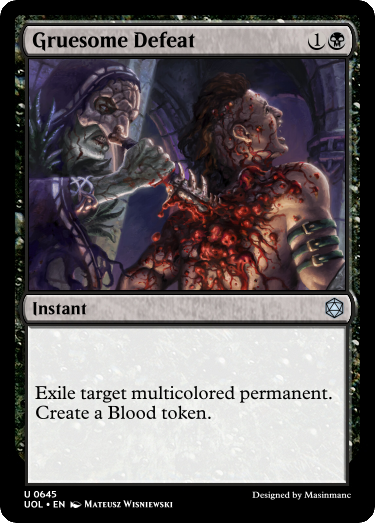 Gruesome Defeat 1
Instant
Exile target multicolored permanent.
Create a Blood token.
U 0645
UOL • EN Mateusz Wisniewski
Designed by Masinmanc